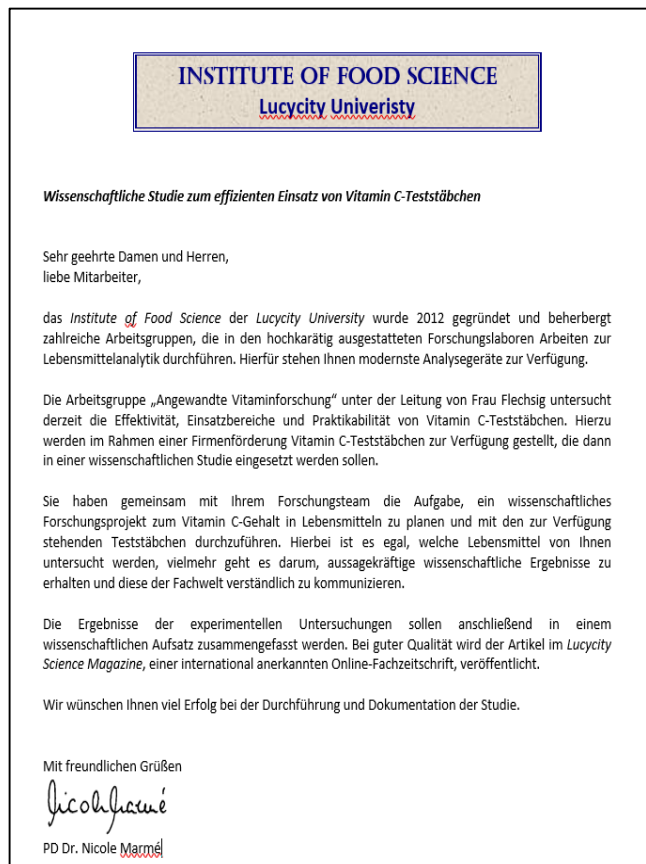 INSTITUTE OF FOOD SCIENCE
Lucycity Univeristy
Wissenschaftliche Studie zum effizienten Einsatz von Vitamin C-Teststäbchen
Sehr geehrte Damen und Herren,
liebe Mitarbeiter,
das Institute of Food Science der Lucycity University wurde 2012 gegründet und beherbergt
zahlreiche Arbeitsgruppen, die in den hochkarätig ausgestatteten Forschungslaboren Arbeiten zur
Lebensmittelanalytik durchführen. Hierfür stehen Ihnen modernste Analysegeräte zur Verfügung.
Die Arbeitsgruppe „Angewandte Vitaminforschung“ unter der Leitung von Frau Flechsig untersucht
derzeit die Effektivität, Einsatzbereiche und Praktikabilität von Vitamin C-Teststäbchen. Hierzu
werden im Rahmen einer Firmenförderung Vitamin C-Teststäbchen zur Verfügung gestellt, die dann
in einer wissenschaftlichen Studie eingesetzt werden sollen.
Sie haben gemeinsam mit Ihrem Forschungsteam die Aufgabe, ein wissenschaftliches
Forschungsprojekt zum Vitamin C-Gehalt in Lebensmitteln zu planen und mit den zur Verfügung
stehenden Teststäbchen durchzuführen. Hierbei ist es egal, welche Lebensmittel von Ihnen
untersucht werden, vielmehr geht es darum, aussagekräftige wissenschaftliche Ergebnisse zu
erhalten und diese der Fachwelt verständlich zu kommunizieren.
Die Ergebnisse der experimentellen Untersuchungen sollen anschließend in einem
wissenschaftlichen Aufsatz zusammengefasst werden. Bei guter Qualität wird der Artikel im Lucycity
Science Magazine, einer international anerkannten Online-Fachzeitschrift, veröffentlicht.
Wir wünschen Ihnen viel Erfolg bei der Durchführung und Dokumentation der Studie.
Mit freundlichen Grüßen
Nicole Marmé
PD Dr. Nicole Marmé